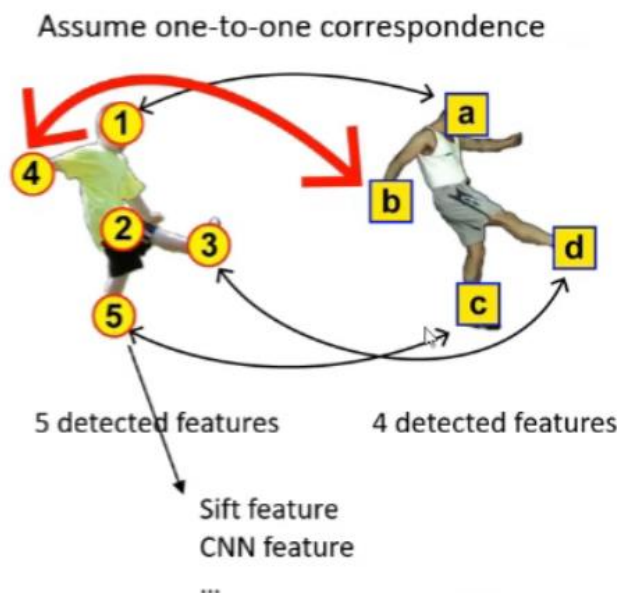 Assume one-to-one correspondence
1
a
4
b
2
3
d
5
c
5 detected features
4 detected features
Sift feature
CNN feature
...